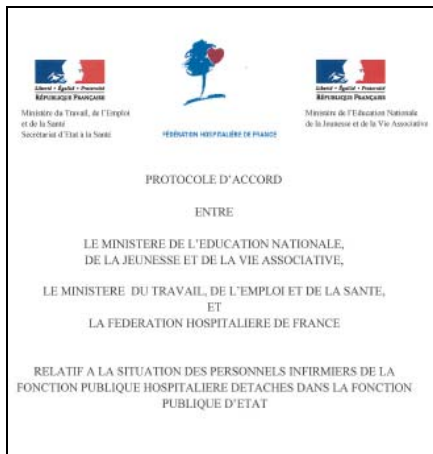 Liberté • Égalité • Fraternité
RÉPUBLIQUE FRANÇAISE
Ministère du Travail, de l'Emploi
et de la Santé
Secrétariat d'Etat à la Santé
FÉDÉRATION HOSPITALIÈRE DE FRANCE
Liberté • Égalité • Fraternité
RÉPUBLIQUE FRANÇAISE
Ministère de l'Education Nationale
de la Jeunesse et de la Vie Associative
PROTOCOLE D'ACCORD
ENTRE
LE MINISTERE DE L'EDUCATION NATIONALE,
DE LA JEUNESSE ET DE LA VIE ASSOCIATIVE,
LE MINISTERE DU TRAVAIL, DE L'EMPLOI ET DE LA SANTE,
ET
LA FEDERATION HOSPITALIERE DE FRANCE
RELATIF A LA SITUATION DES PERSONNELS INFIRMIERS DE LA
FONCTION PUBLIQUE HOSPITALIERE DETACHES DANS LA FONCTION
PUBLIQUE D'ETAT